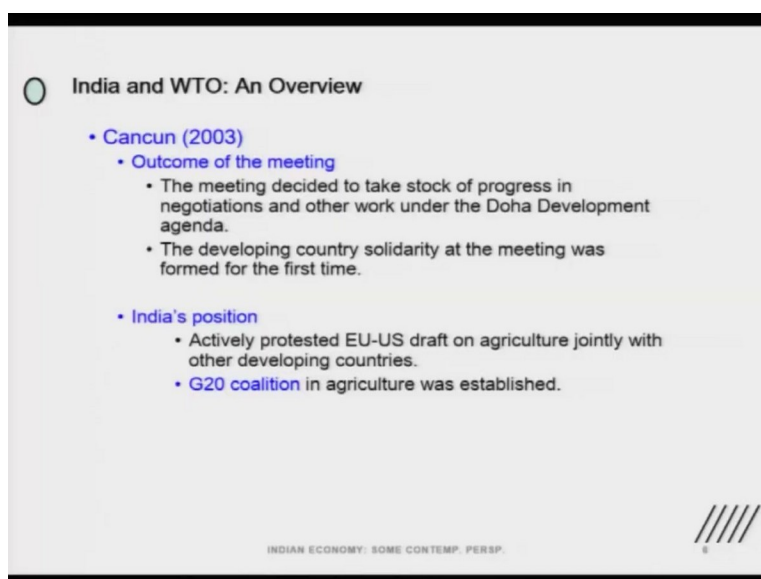 India and WTO: An Overview
• Cancun (2003)
• Outcome of the meeting
• The meeting decided to take stock of progress in
negotiations and other work under the Doha Development
agenda.
• The developing country solidarity at the meeting was
formed for the first time.
• India's position
• Actively protested EU-US draft on agriculture jointly with
other developing countries.
• G20 coalition in agriculture was established.
INDIAN ECONOMY: SOME CONTEMP. PERSP.